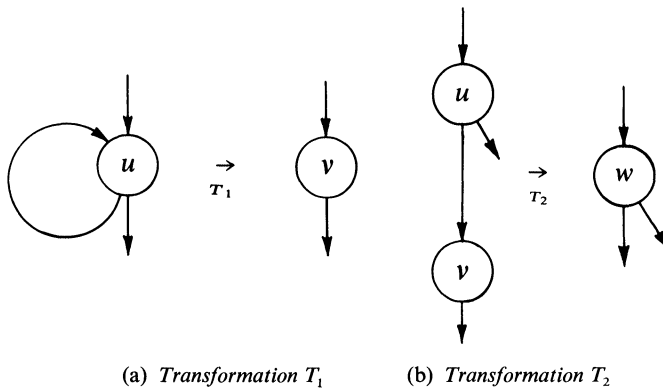 u
u
v
w
→
T₁
→
T₂
v
(a) Transformation T₁
(b) Transformation T₂